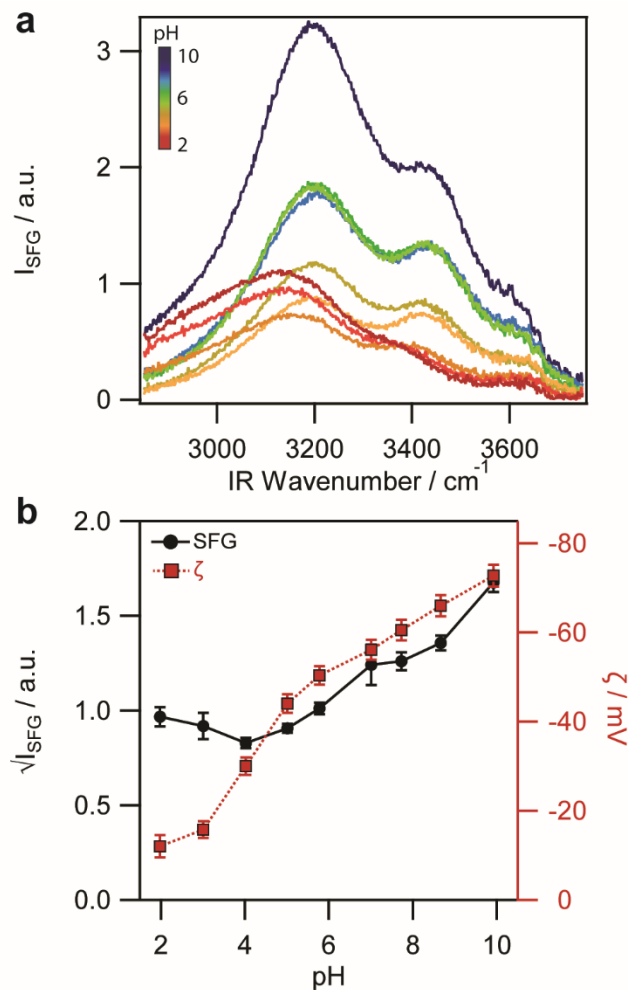 a
pH
10
6
2
3
2
1
0
I_SFG / a.u.
3000 3200 3400 3600
IR Wavenumber / cm⁻¹
b
SFG
ζ
2.0
1.5
1.0
0.5
0.0
√I_SFG / a.u.
-80
-60
-40
-20
0
ζ / mV
2 4 6 8 10
pH